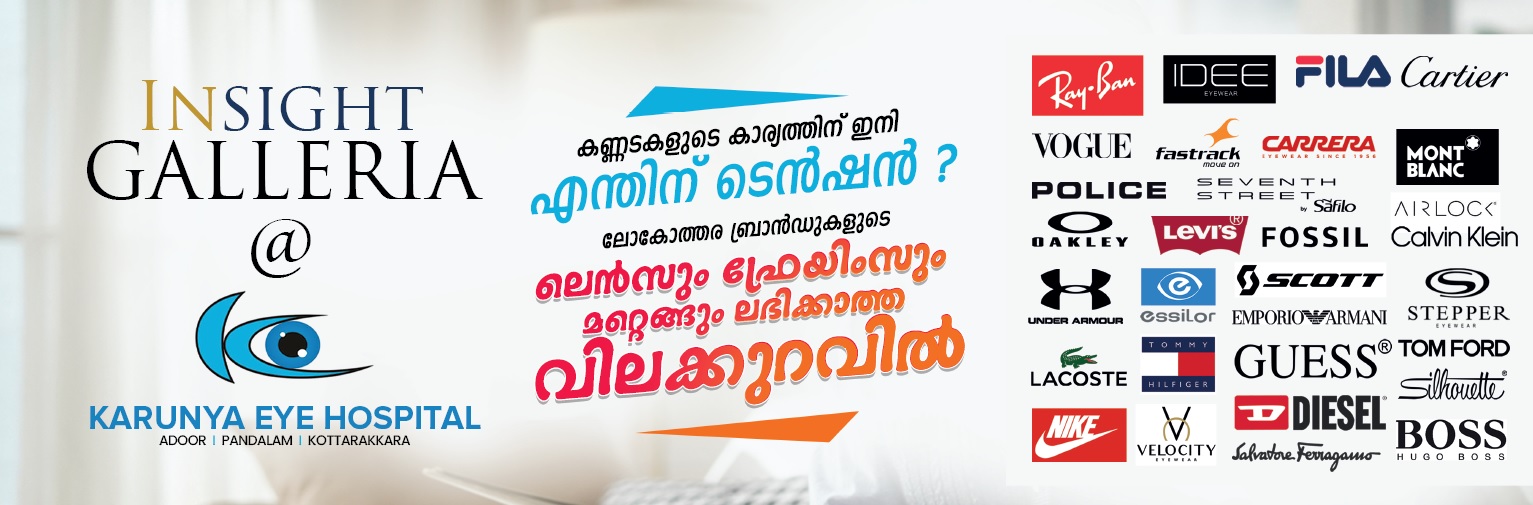 INSIGHT
GALLERIA
@
KARUNYA EYE HOSPITAL
ADOOR | PANDALAM | KOTTARAKKARA
കണ്ണടകളുടെ കാര്യത്തിന് ഇനി
എന്തിന് ടെൻഷൻ ?
ലോകോത്തര ബ്രാൻഡുകളുടെ
ലെൻസും ഫ്രേയിംസും
മറ്റെങ്ങും ലഭിക്കാത്ത
വിലക്കുറവിൽ
Ray-Ban
IDEE
EYEWEAR
FILA
Cartier
VOGUE
fastrack
move on
CARRERA
EYEWEAR SINCE 1956
MONT
BLANC
POLICE
SEVENTH
STREET
by Safilo
AIRLOCK
OAKLEY
LEVI'S®
FOSSIL
Calvin Klein
UNDER ARMOUR
essilor
SCOTT
EMPORIO ARMANI
STEPPER
EYEWEAR
LACOSTE
TOMMY
HILFIGER
GUESS®
TOM FORD
Silhouette®
NIKE
VELOCITY
EYEWEAR
D DIESEL®
Salvatore Ferragamo
BOSS
HUGO BOSS